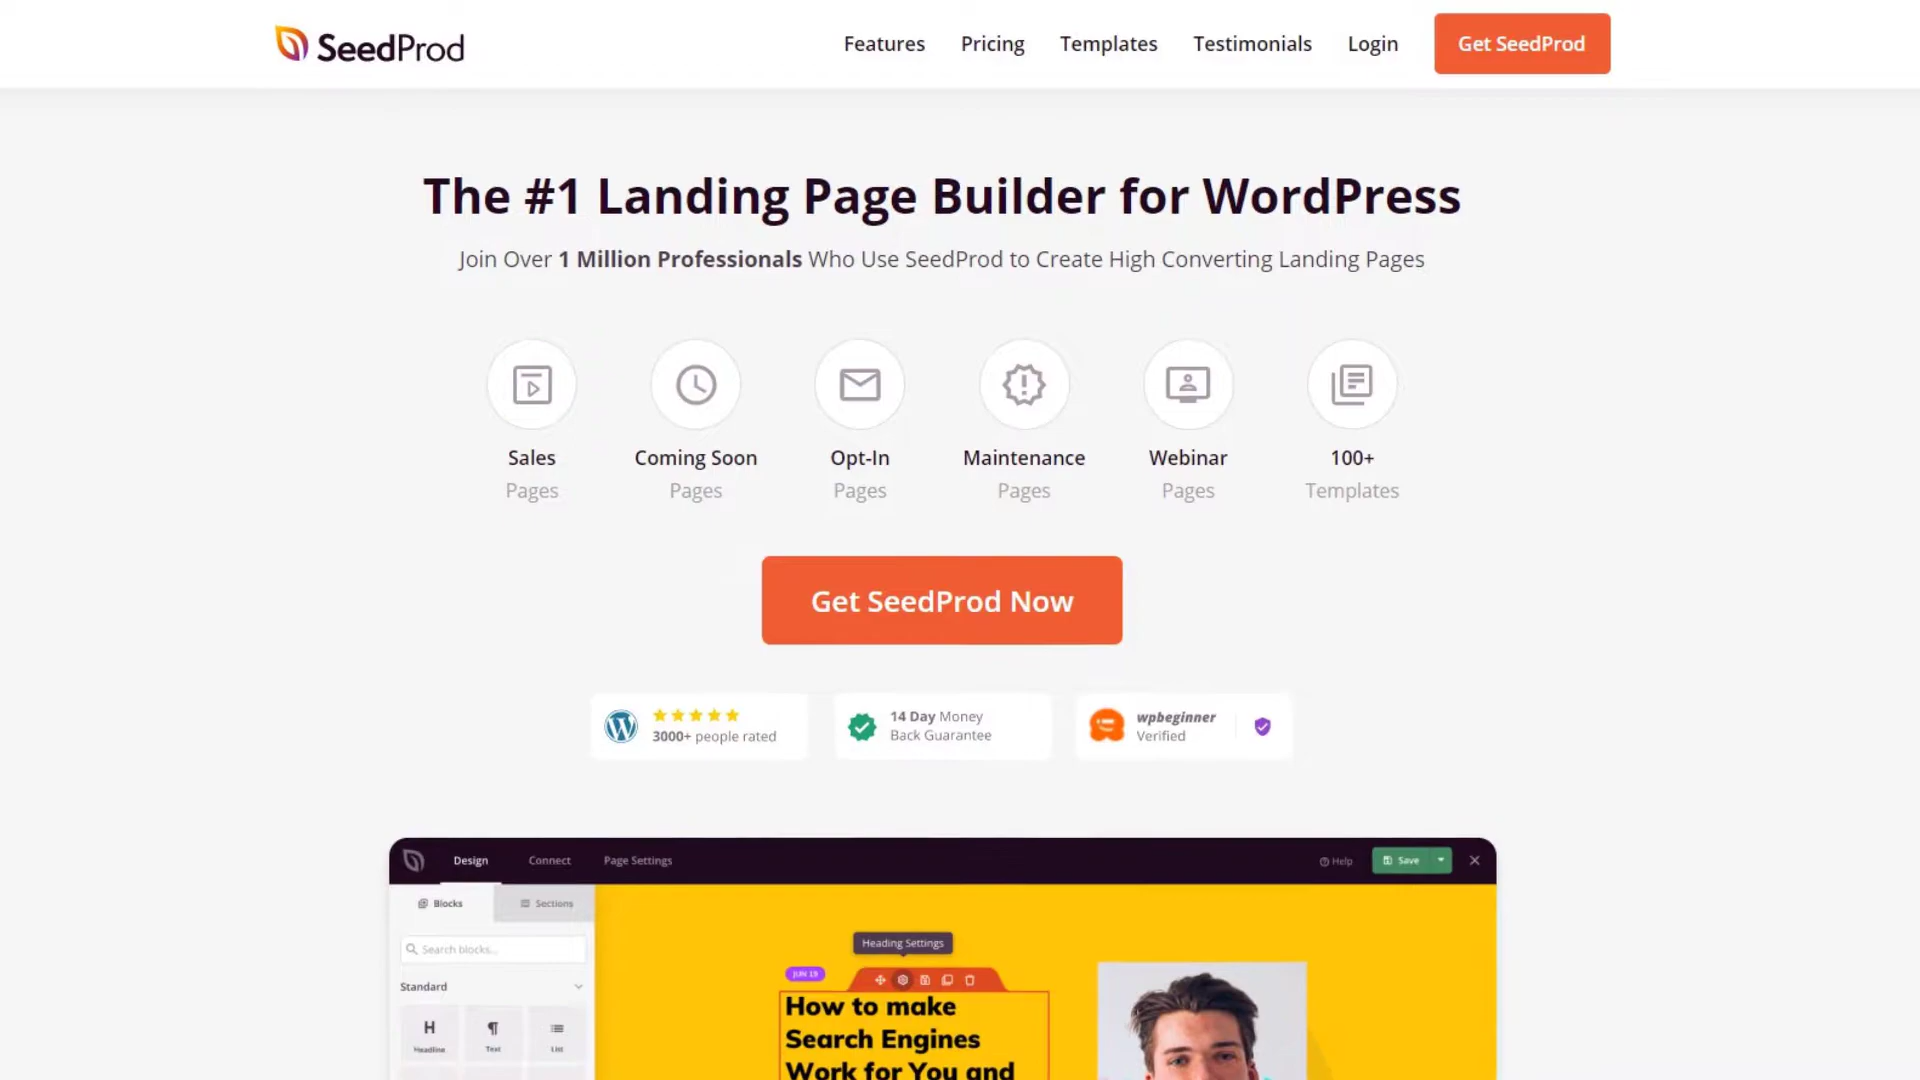 SeedProd
Features Pricing Templates Testimonials Login Get SeedProd
The #1 Landing Page Builder for WordPress
Join Over 1 Million Professionals Who Use SeedProd to Create High Converting Landing Pages
Sales
Pages
Coming Soon
Pages
Opt-In
Pages
Maintenance
Pages
Webinar
Pages
100+
Templates
Get SeedProd Now
3000+ people rated
14 Day Money
Back Guarantee
wpbeginner
Verified
Design Connect Page Settings Help Save
Blocks Sections
Search blocks...
Standard
Headline Text List
Heading Settings
JUN 19
How to make
Search Engines
Work for You and